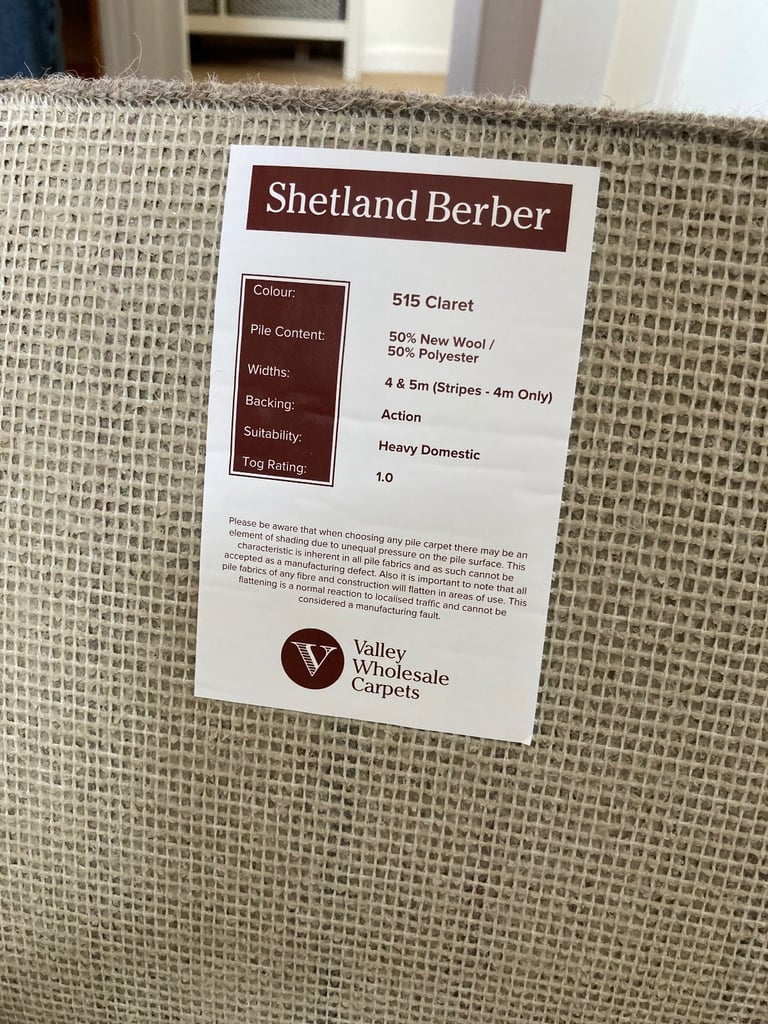 Shetland Berber
Colour: 515 Claret
Pile Content: 50% New Wool /
50% Polyester
Widths: 4 & 5m (Stripes - 4m Only)
Backing: Action
Suitability: Heavy Domestic
Tog Rating: 1.0
Please be aware that when choosing any pile carpet there may be an
element of shading due to unequal pressure on the pile surface. This
characteristic is inherent in all pile fabrics and as such cannot be
accepted as a manufacturing defect. Also it is important to note that all
pile fabrics of any fibre and construction will flatten in areas of use. This
flattening is a normal reaction to localised traffic and cannot be
considered a manufacturing fault.
V
Valley
Wholesale
Carpets